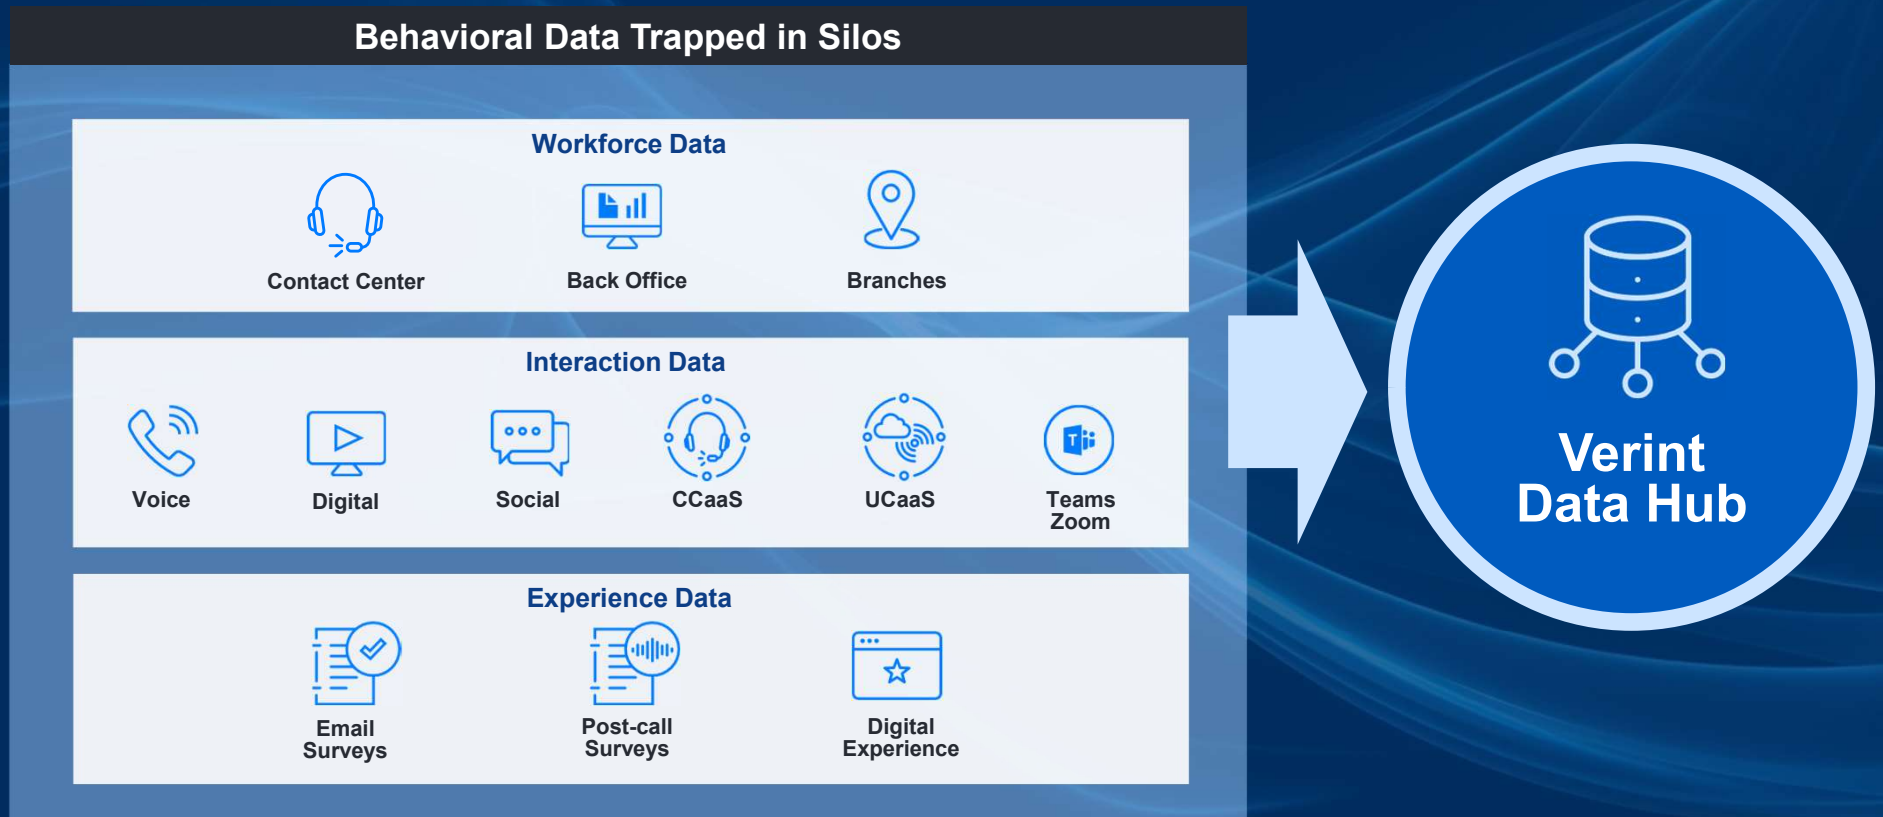 Behavioral Data Trapped in Silos
Workforce Data
Contact Center
Back Office
Branches
Interaction Data
T
Voice
Digital
Social
CCaaS
UCaaS
Teams
Zoom
Experience Data
Email
Surveys
Post-call
Surveys
Digital
Experience
Verint
Data Hub